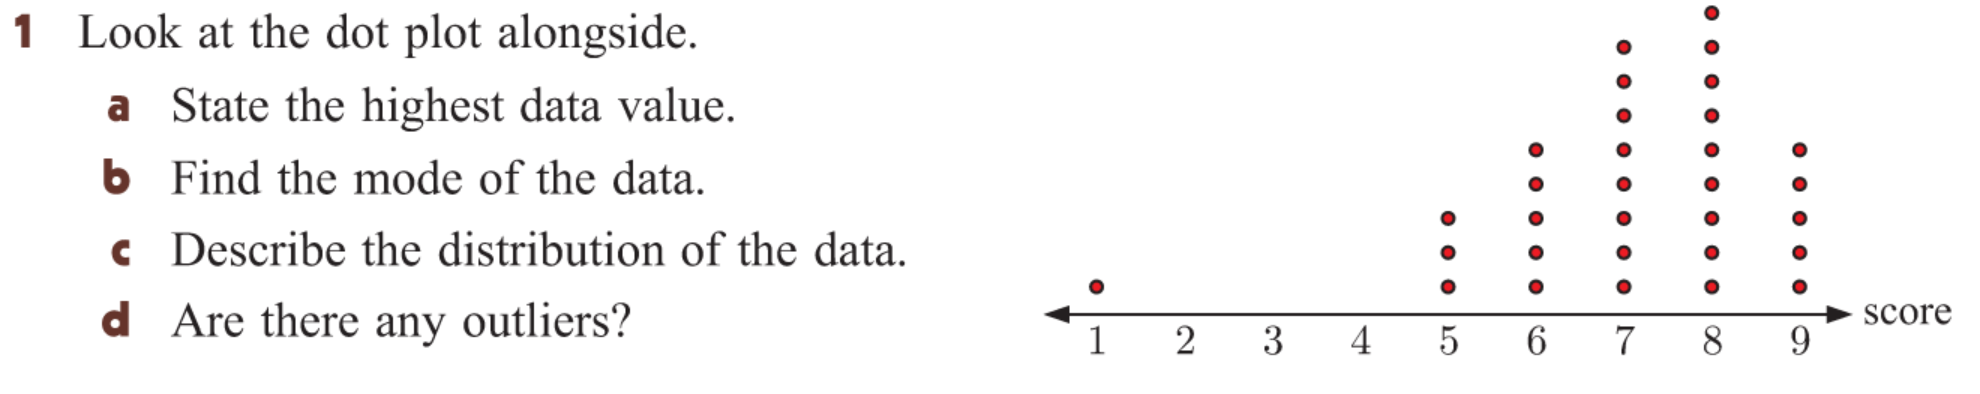 1 Look at the dot plot alongside.
a State the highest data value.
b Find the mode of the data.
c Describe the distribution of the data.
d Are there any outliers?
score
1 2 3 4 5 6 7 8 9